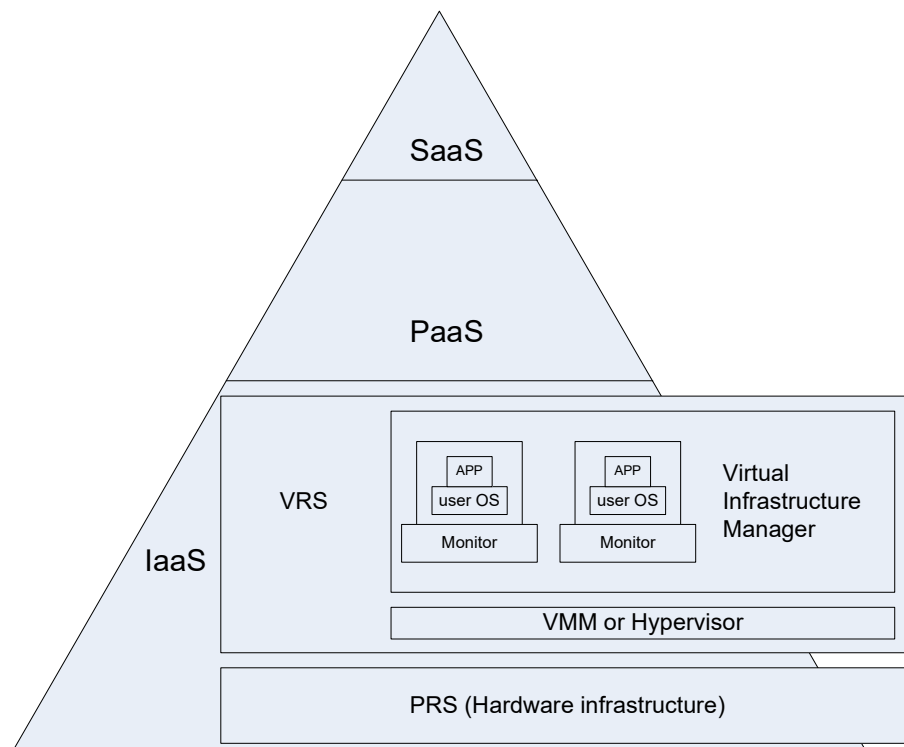 SaaS
PaaS
IaaS
VRS
APP
user OS
Monitor
APP
user OS
Monitor
Virtual
Infrastructure
Manager
VMM or Hypervisor
PRS (Hardware infrastructure)